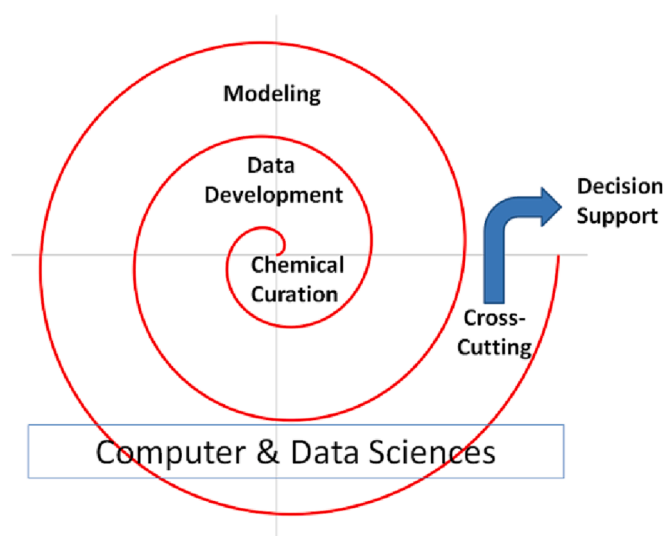 Modeling
Data
Development
Decision
Support
Chemical
Curation
Cross-
Cutting
Computer & Data Sciences